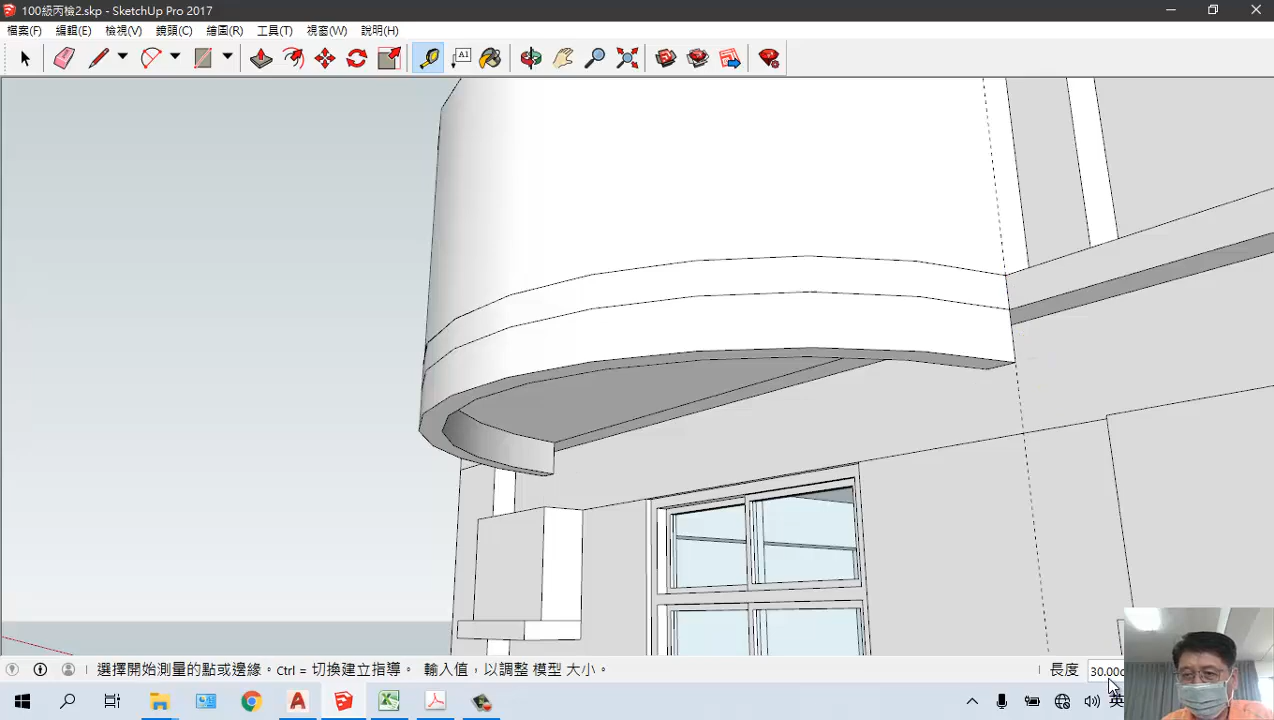 100級丙檢2.skp - SketchUp Pro 2017
檔案(F) 編輯(E) 檢視(V) 鏡頭(C) 繪圖(R) 工具(T) 視窗(W) 說明(H)
A1
選擇開始測量的點或邊緣。Ctrl = 切換建立指導。 輸入值，以調整 模型 大小。
長度 30.00c
英